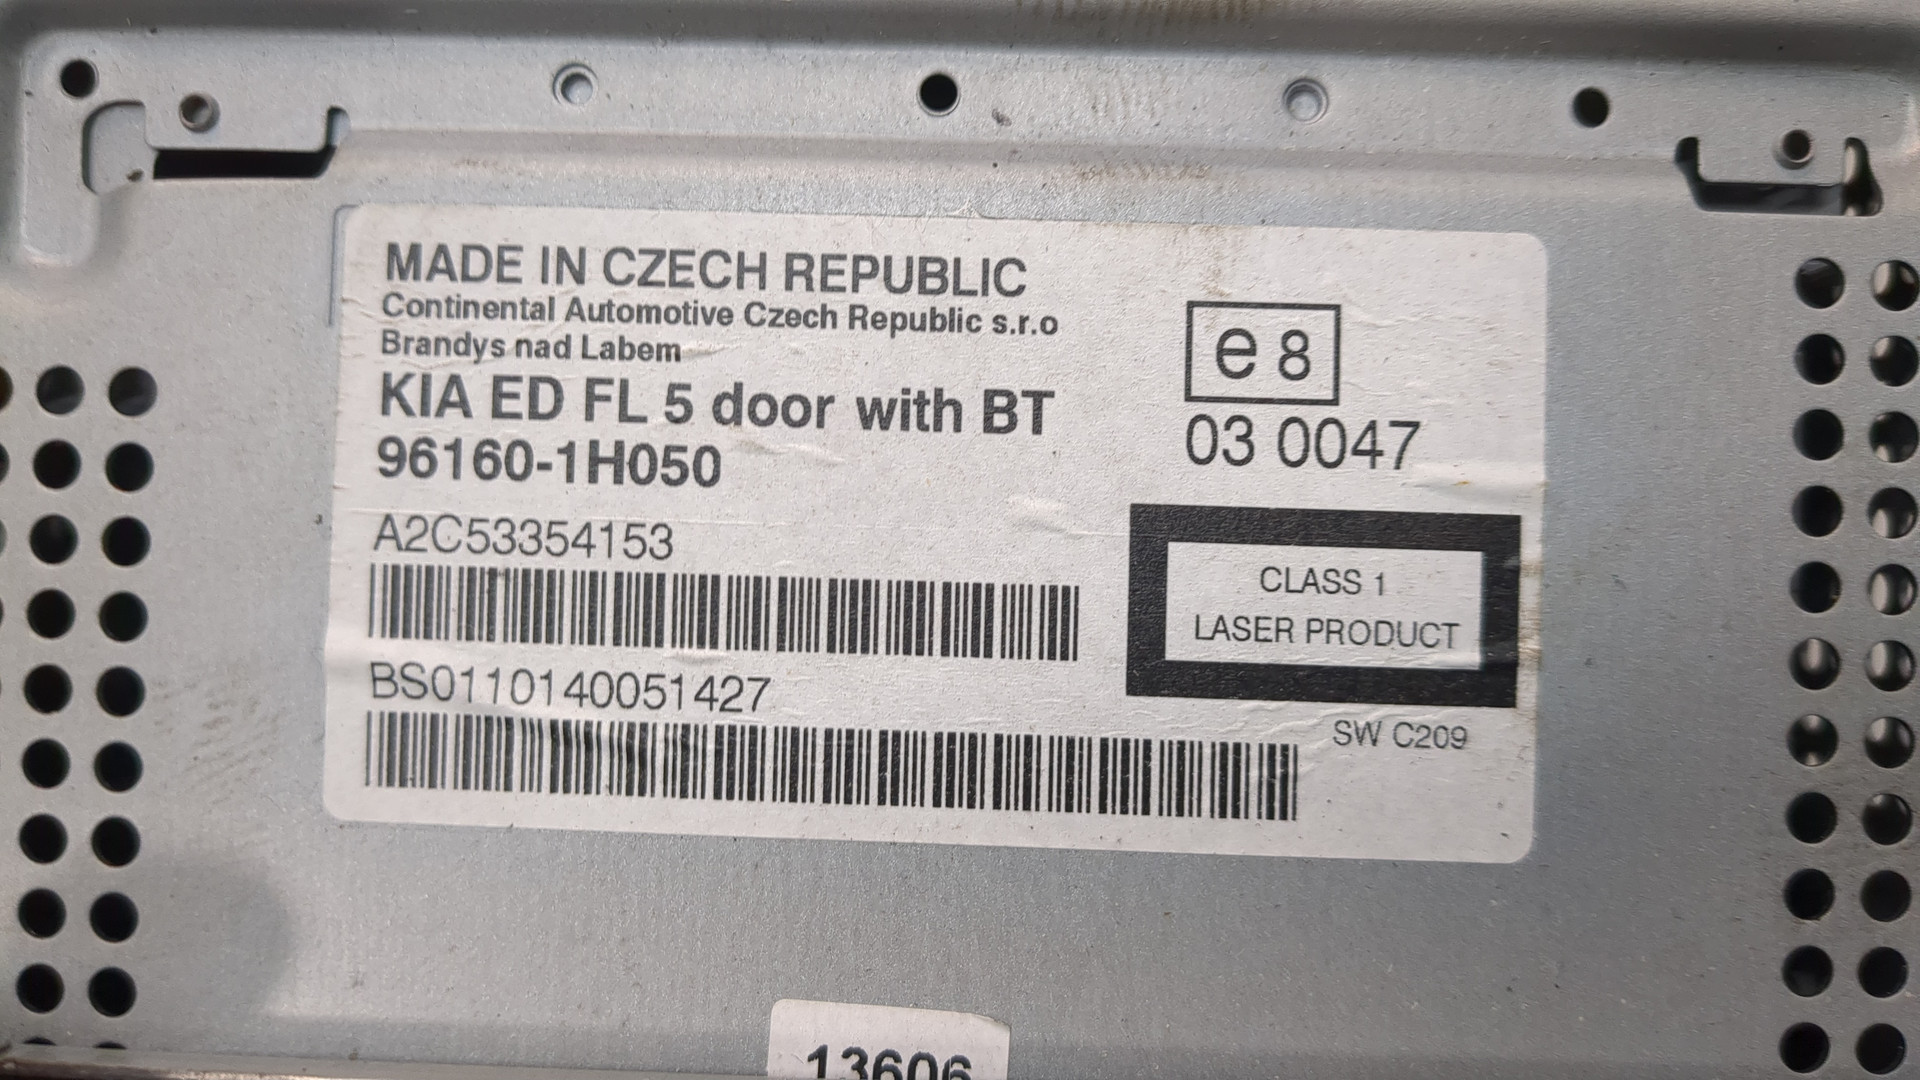 MADE IN CZECH REPUBLIC
Continental Automotive Czech Republic s.r.o
Brandys nad Labem
KIA ED FL 5 door with BT
96160-1H050
e 8
03 0047
A2C53354153
CLASS 1
LASER PRODUCT
BS0110140051427
SW C209
13606